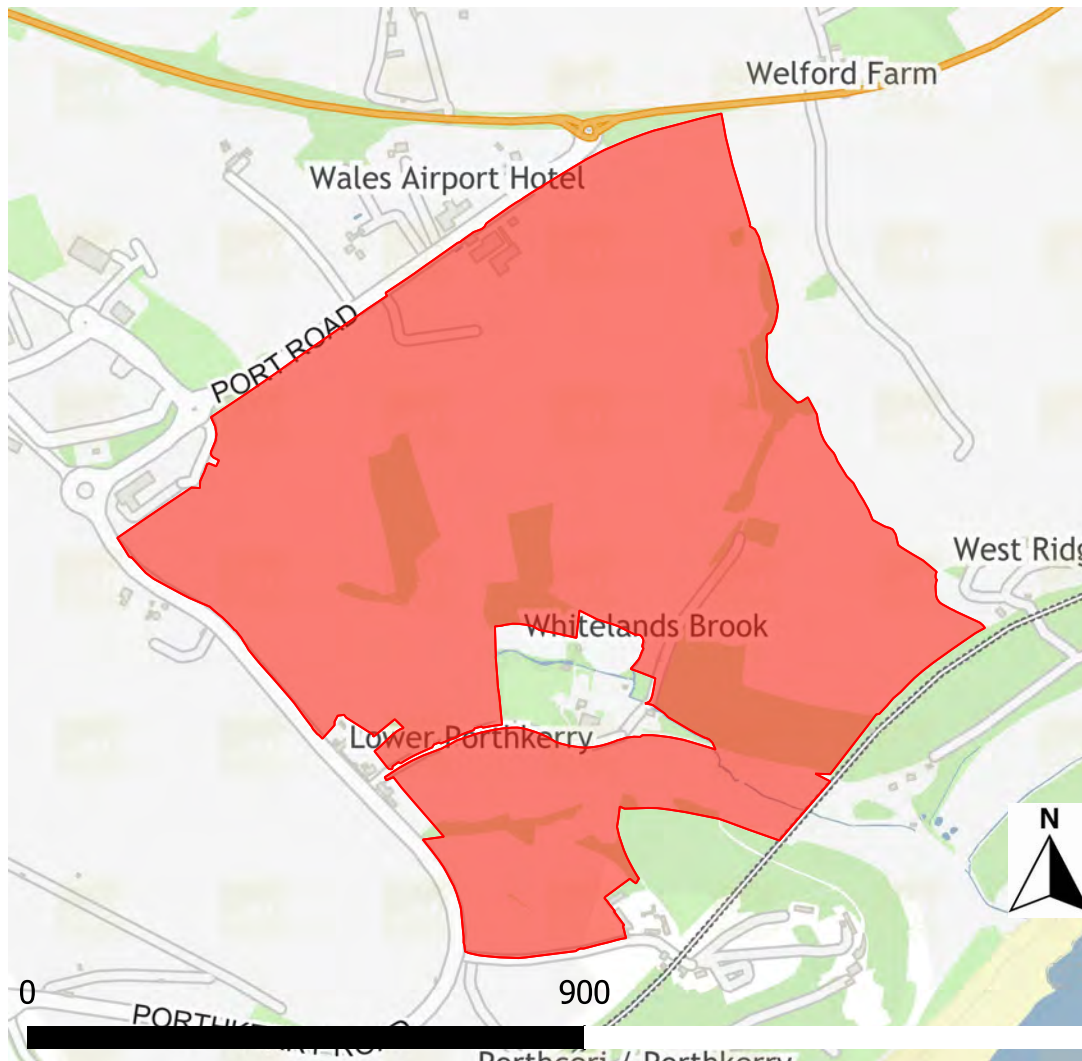 Welford Farm
Wales Airport Hotel
PORT ROAD
West Ridg
Whitelands Brook
Lower Porthkerry
N
0 900